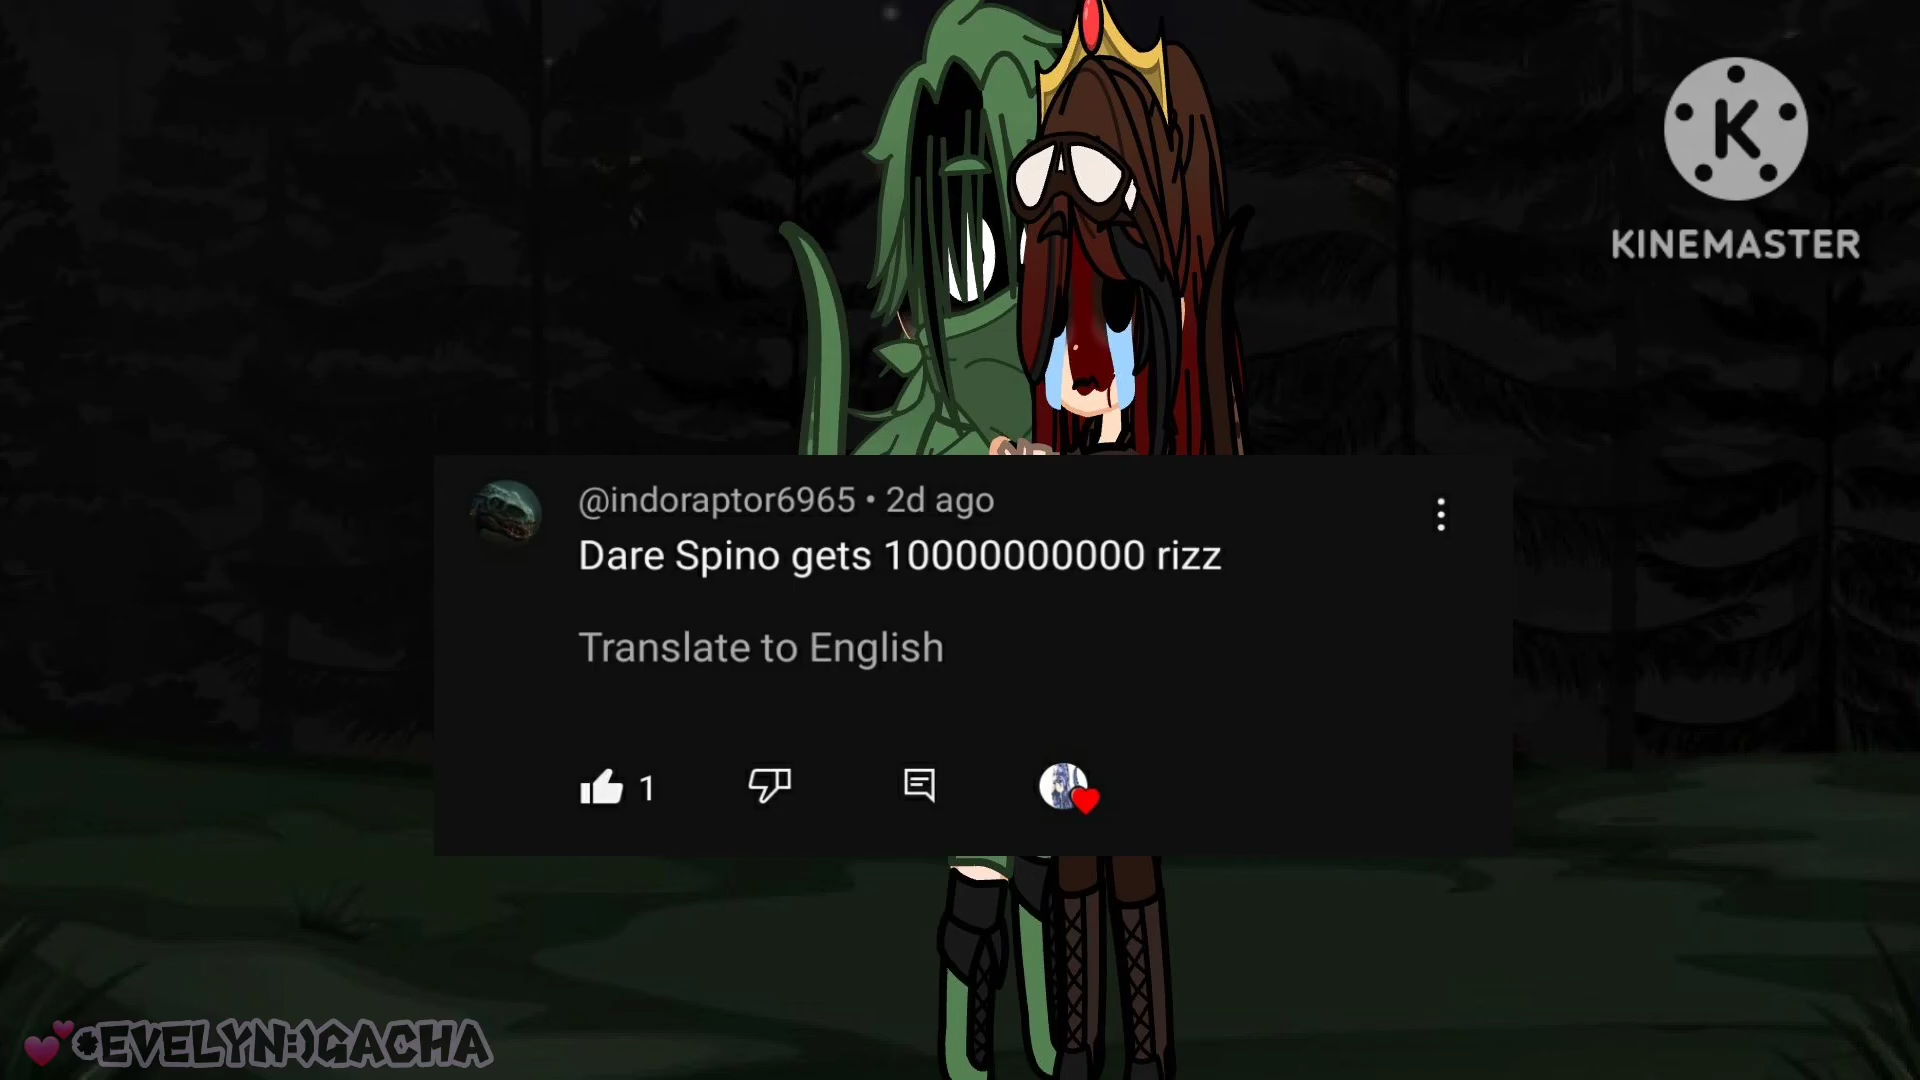 K
KINEMASTER
@indoraptor6965 • 2d ago
Dare Spino gets 10000000000 rizz
Translate to English
1
*EVELYN:)GACHA